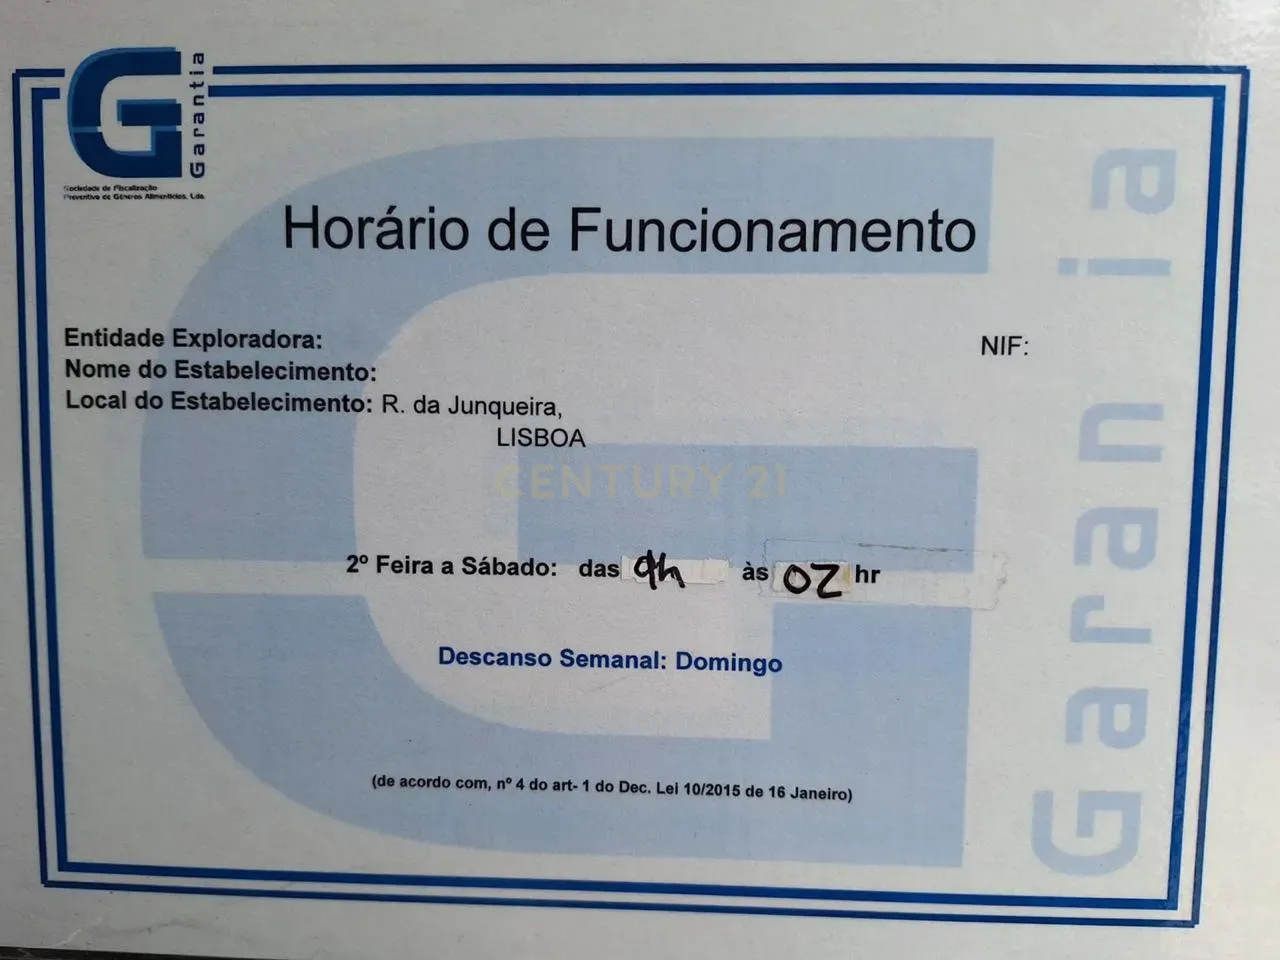 G Garantia
Sociedade de Fiscalização
Preventiva de Géneros Alimentícios, Lda.
Horário de Funcionamento
Entidade Exploradora:
NIF:
Nome do Estabelecimento:
Local do Estabelecimento: R. da Junqueira,
LISBOA
CENTURY 21
2º Feira a Sábado: das 9h às 02 hr
Descanso Semanal: Domingo
(de acordo com, nº 4 do art- 1 do Dec. Lei 10/2015 de 16 Janeiro)
Garan ia